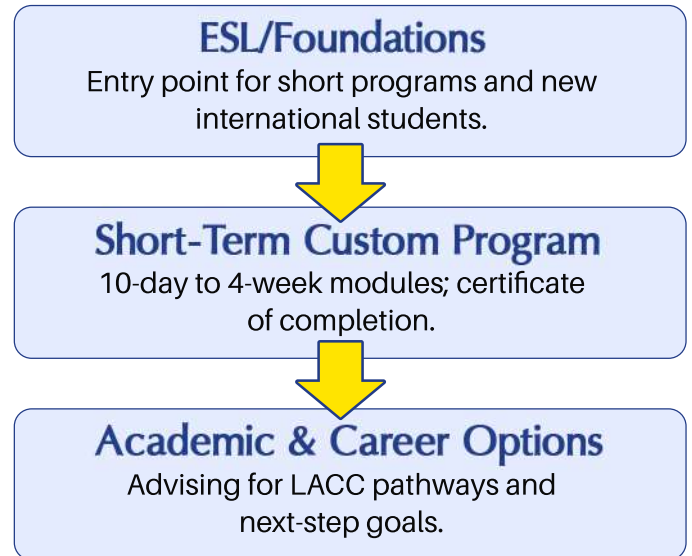 ESL/Foundations
Entry point for short programs and new
international students.
Short-Term Custom Program
10-day to 4-week modules; certificate
of completion.
Academic & Career Options
Advising for LACC pathways and
next-step goals.